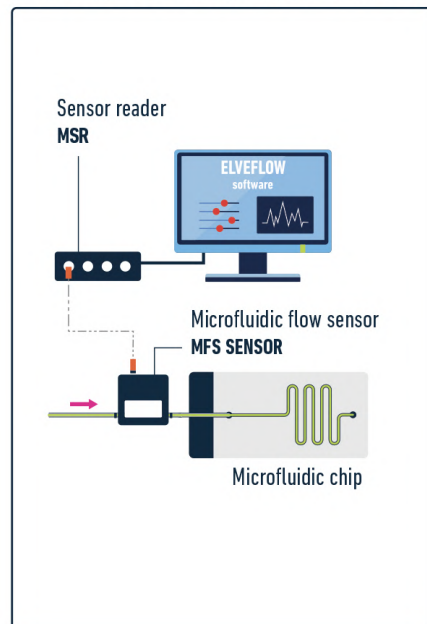 Sensor reader
MSR
ELVEFLOW
software
Microfluidic flow sensor
MFS SENSOR
Microfluidic chip